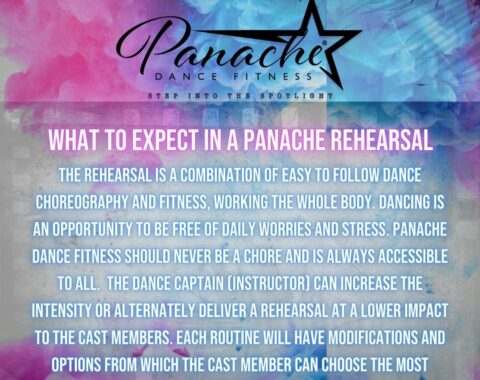 Panache®
DANCE FITNESS
STEP INTO THE SPOTLIGHT
WHAT TO EXPECT IN A PANACHE REHEARSAL
THE REHEARSAL IS A COMBINATION OF EASY TO FOLLOW DANCE
CHOREOGRAPHY AND FITNESS, WORKING THE WHOLE BODY. DANCING IS
AN OPPORTUNITY TO BE FREE OF DAILY WORRIES AND STRESS. PANACHE
DANCE FITNESS SHOULD NEVER BE A CHORE AND IS ALWAYS ACCESSIBLE
TO ALL. THE DANCE CAPTAIN (INSTRUCTOR) CAN INCREASE THE
INTENSITY OR ALTERNATELY DELIVER A REHEARSAL AT A LOWER IMPACT
TO THE CAST MEMBERS. EACH ROUTINE WILL HAVE MODIFICATIONS AND
OPTIONS FROM WHICH THE CAST MEMBER CAN CHOOSE THE MOST